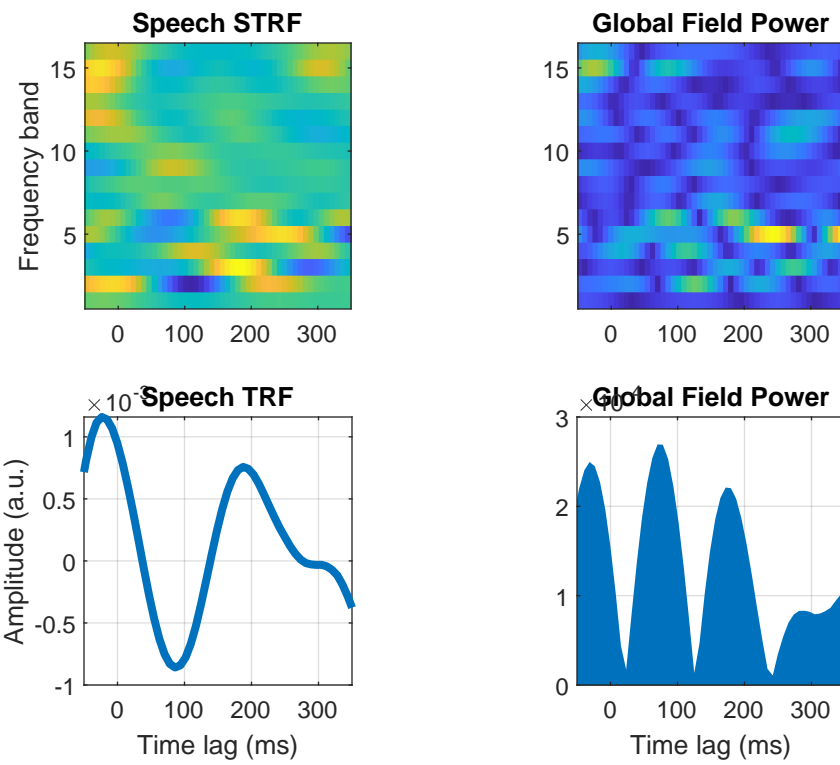 Speech STRF
Frequency band
15
10
5
0 100 200 300
Global Field Power
15
10
5
0 100 200 300
Speech TRF
Amplitude (a.u.)
1
0.5
0
-0.5
-1
0 100 200 300
Time lag (ms)
Global Field Power
3
2
1
0
0 100 200 300
Time lag (ms)